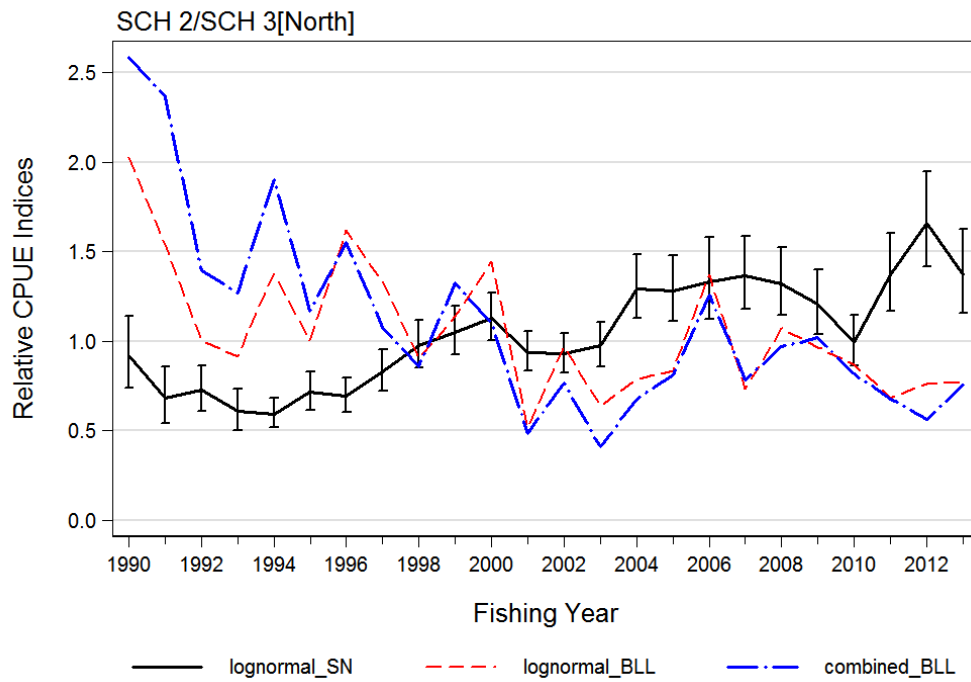 SCH 2/SCH 3[North]
2.5
2.0
1.5
1.0
0.5
0.0
Relative CPUE Indices
1990 1992 1994 1996 1998 2000 2002 2004 2006 2008 2010 2012
Fishing Year
lognormal_SN lognormal_BLL combined_BLL